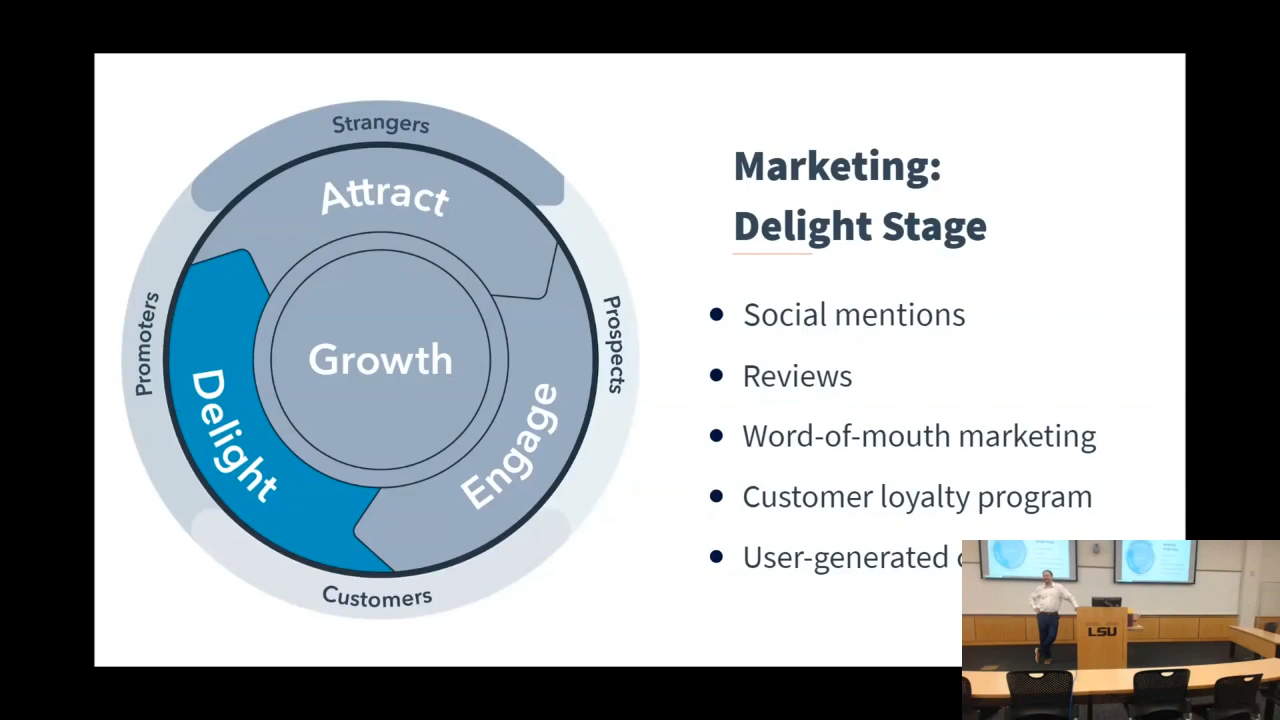 Strangers
Attract
Promoters
Growth
Prospects
Delight
Engage
Customers
Marketing:
Delight Stage
Social mentions
Reviews
Word-of-mouth marketing
Customer loyalty program
User-generated
LSU